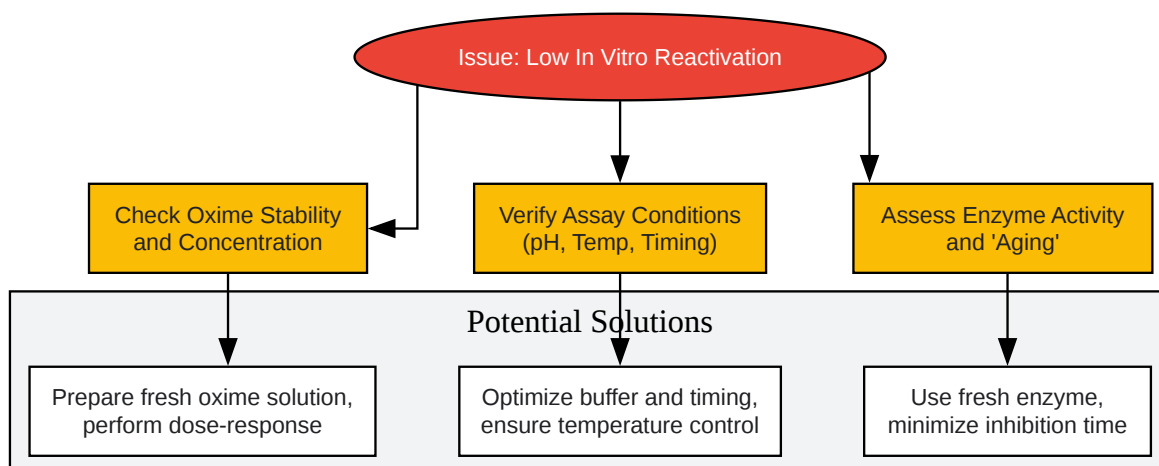 Issue: Low In Vitro Reactivation
Check Oxime Stability
and Concentration
Verify Assay Conditions
(pH, Temp, Timing)
Assess Enzyme Activity
and 'Aging'
Potential Solutions
Prepare fresh oxime solution,
perform dose-response
Optimize buffer and timing,
ensure temperature control
Use fresh enzyme,
minimize inhibition time